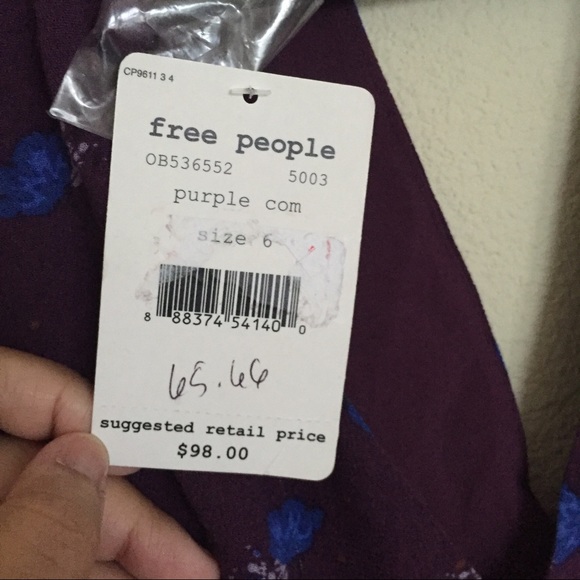 CP9611 3 4
free people
OB536552 5003
purple com
size 6
8 88374 54140 0
65.66
suggested retail price
$98.00